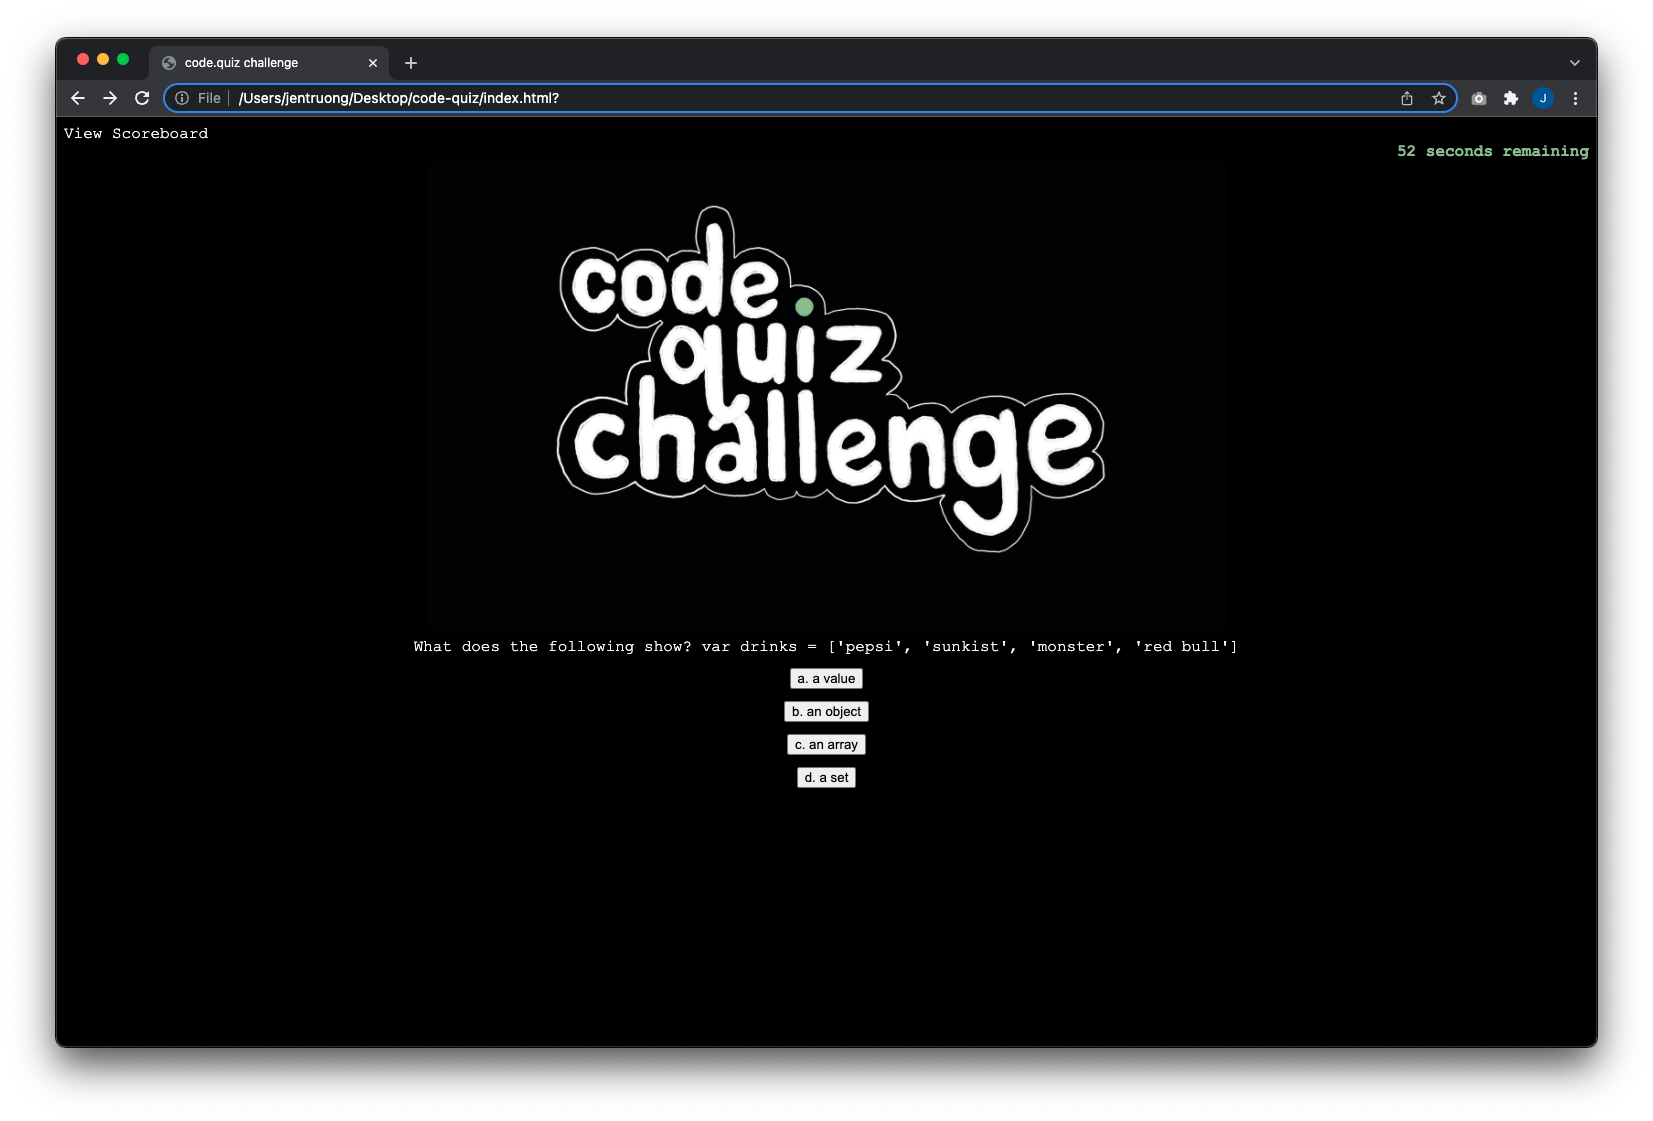 code.quiz challenge
File
/Users/jentruong/Desktop/code-quiz/index.html?
J
View Scoreboard
52 seconds remaining
code.
quiz
challenge
What does the following show? var drinks = ['pepsi', 'sunkist', 'monster', 'red bull']
a. a value
b. an object
c. an array
d. a set